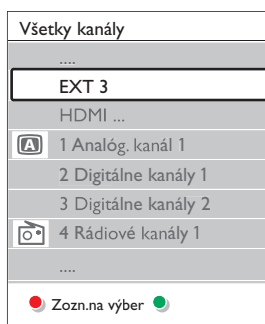 Všetky kanály
....
EXT 3
HDMI ...
A 1 Analóg. kanál 1
2 Digitálne kanály 1
3 Digitálne kanály 2
4 Rádiové kanály 1
....
Zozn.na výber